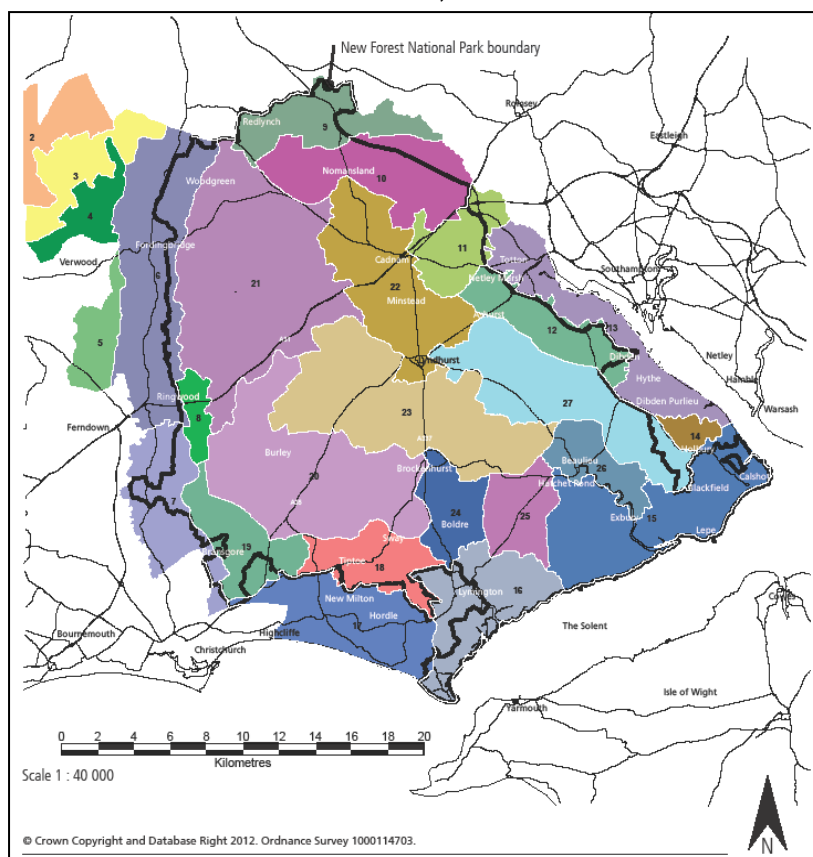 New Forest National Park boundary
Romsey
Redlynch
9
Eastleigh
2
3
Nomansland
10
Woodgreen
4
Fordingbridge
11
Totton
Verwood
Cadnam
Southampton
6
Netley Marsh
21
22
Minstead
12
13
5
A31
Dibden
Lyndhurst
Netley
Hythe
Hamble
Ringwood
27
Dibden Purlieu
8
23
Warsash
Ferndown
14
Holbury
Burley
A337
Beaulieu
Brockenhurst
26
20
Calshot
7
Hatchet Pond
Blackfield
A35
24
25
Exbury
15
Boldre
Lepe
19
Sway
Bransgore
Tiptoe
18
16
Lymington
New Milton
Cowes
Hordle
The Solent
17
Bournemouth
Highcliffe
Christchurch
Isle of Wight
Yarmouth
0 2 4 6 8 10 12 14 16 18 20
Kilometres
Scale 1 : 40 000
© Crown Copyright and Database Right 2012. Ordnance Survey 1000114703.
N